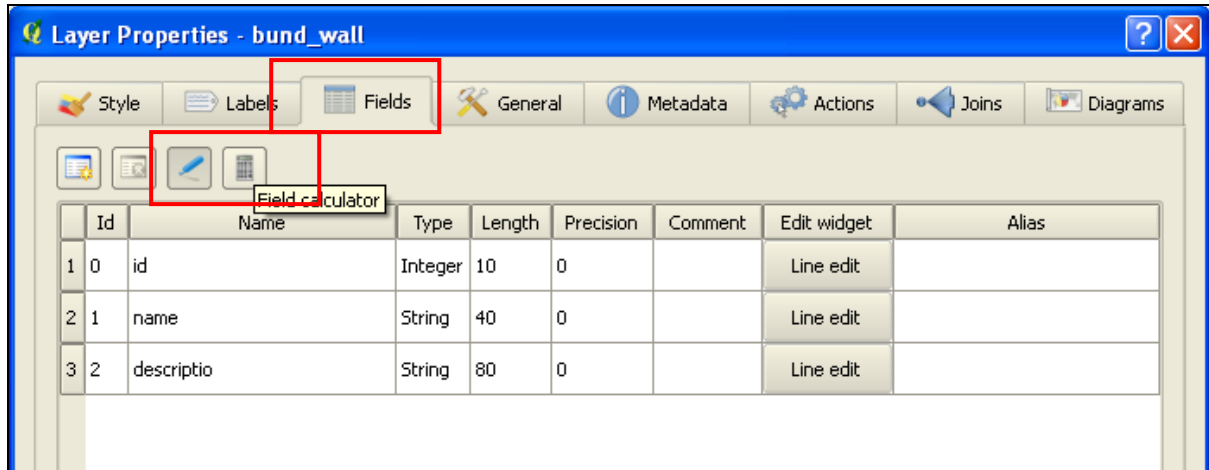 Layer Properties - bund_wall
Style Labels Fields General Metadata Actions Joins Diagrams
Field calculator
Id Name Type Length Precision Comment Edit widget Alias
1 0 id Integer 10 0 Line edit
2 1 name String 40 0 Line edit
3 2 descriptio String 80 0 Line edit